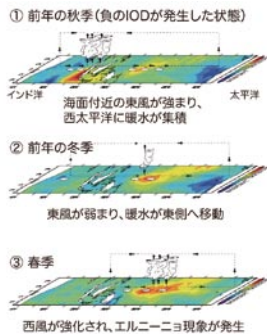 ① 前年の秋季(負のIODが発生した状態)
インド洋
太平洋
海面付近の東風が強まり、
西太平洋に暖水が集積
② 前年の冬季
東風が弱まり、暖水が東側へ移動
③ 春季
西風が強化され、エルニーニョ現象が発生